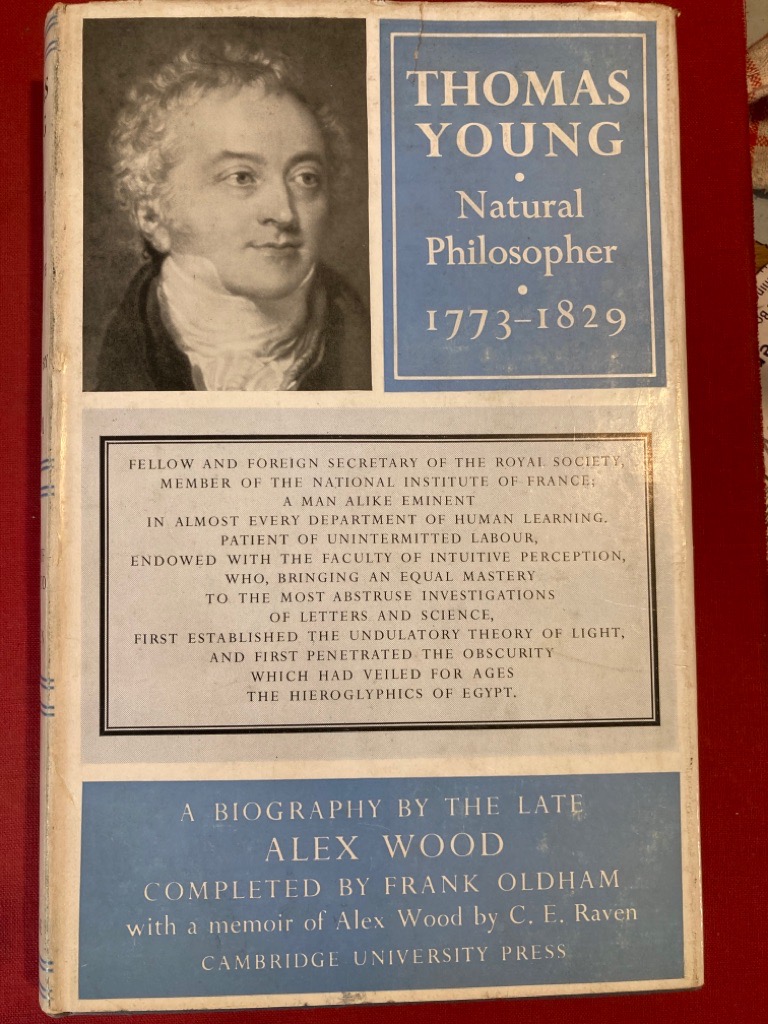 THOMAS
YOUNG
•
Natural
Philosopher
•
1773–1829
FELLOW AND FOREIGN SECRETARY OF THE ROYAL SOCIETY,
MEMBER OF THE NATIONAL INSTITUTE OF FRANCE;
A MAN ALIKE EMINENT
IN ALMOST EVERY DEPARTMENT OF HUMAN LEARNING.
PATIENT OF UNINTERMITTED LABOUR,
ENDOWED WITH THE FACULTY OF INTUITIVE PERCEPTION,
WHO, BRINGING AN EQUAL MASTERY
TO THE MOST ABSTRUSE INVESTIGATIONS
OF LETTERS AND SCIENCE,
FIRST ESTABLISHED THE UNDULATORY THEORY OF LIGHT,
AND FIRST PENETRATED THE OBSCURITY
WHICH HAD VEILED FOR AGES
THE HIEROGLYPHICS OF EGYPT.
A BIOGRAPHY BY THE LATE
ALEX WOOD
COMPLETED BY FRANK OLDHAM
with a memoir of Alex Wood by C. E. Raven
CAMBRIDGE UNIVERSITY PRESS